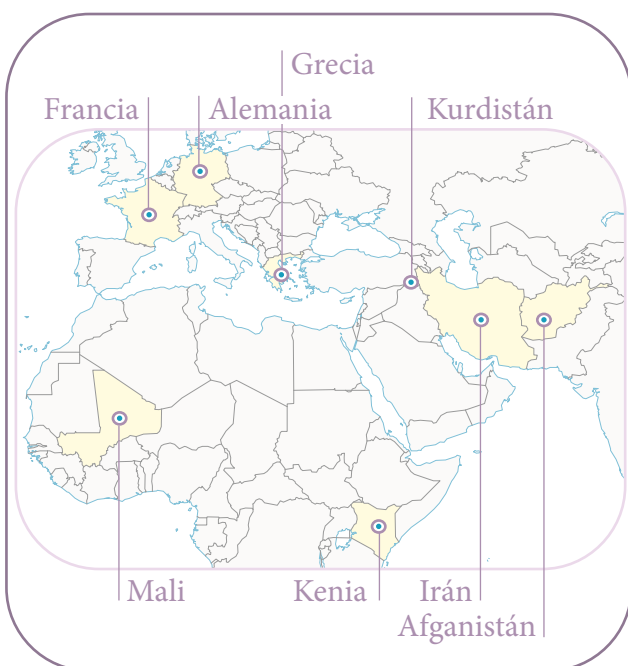 Grecia
Francia
Alemania
Kurdistán
Mali
Kenia
Irán
Afganistán